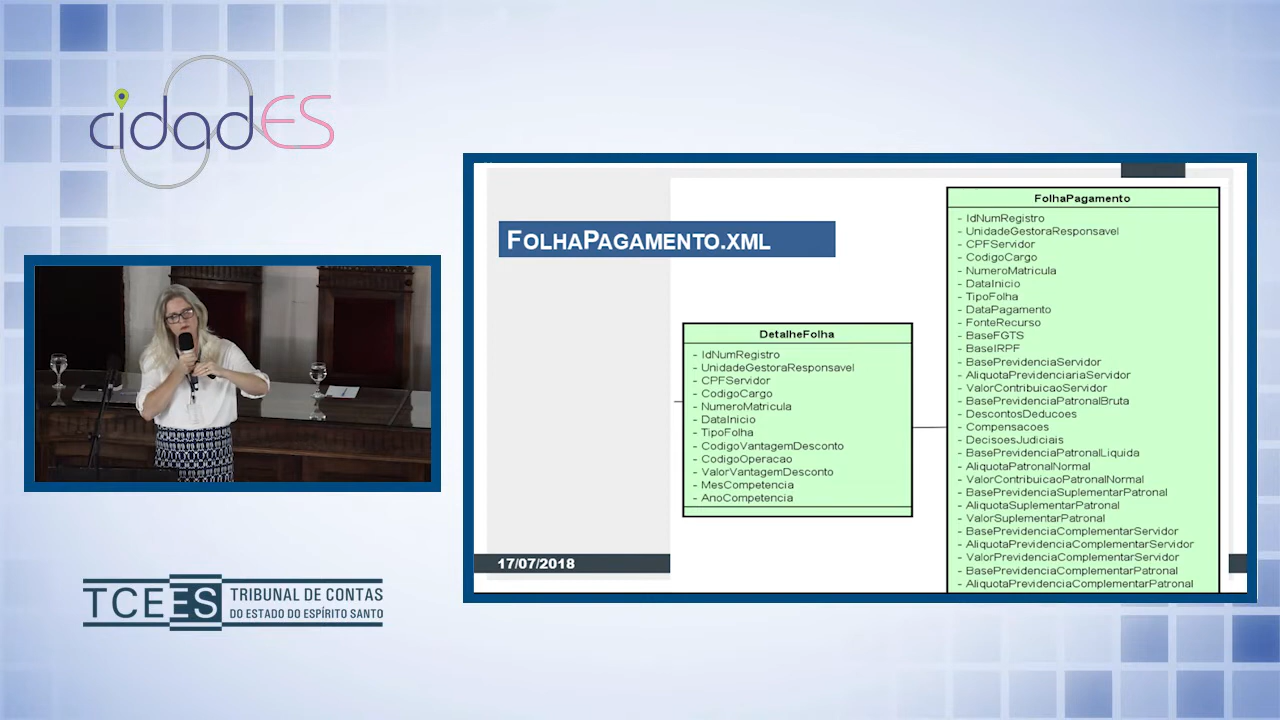 cidadES
FOLHAPAGAMENTO.XML
DetalheFolha
- IdNumRegistro
- UnidadeGestoraResponsavel
- CPFServidor
- CodigoCargo
- NumeroMatricula
- DataInicio
- TipoFolha
- CodigoVantagemDesconto
- CodigoOperacao
- ValorVantagemDesconto
- MesCompetencia
- AnoCompetencia
FolhaPagamento
- IdNumRegistro
- UnidadeGestoraResponsavel
- CPFServidor
- CodigoCargo
- NumeroMatricula
- DataInicio
- TipoFolha
- DataPagamento
- FonteRecurso
- BaseFGTS
- BaseIRPF
- BasePrevidenciaServidor
- AliquotaPrevidenciariaServidor
- ValorContribuicaoServidor
- BasePrevidenciaPatronalBruta
- DescontosDeducoes
- Compensacoes
- DecisoesJudiciais
- BasePrevidenciaPatronalLiquida
- AliquotaPatronalNormal
- ValorContribuicaoPatronalNormal
- BasePrevidenciaSuplementarPatronal
- AliquotaSuplementarPatronal
- ValorSuplementarPatronal
- BasePrevidenciaComplementarServidor
- AliquotaPrevidenciaComplementarServidor
- ValorPrevidenciaComplementarServidor
- BasePrevidenciaComplementarPatronal
- AliquotaPrevidenciaComplementarPatronal
17/07/2018
TCEES
TRIBUNAL DE CONTAS
DO ESTADO DO ESPÍRITO SANTO